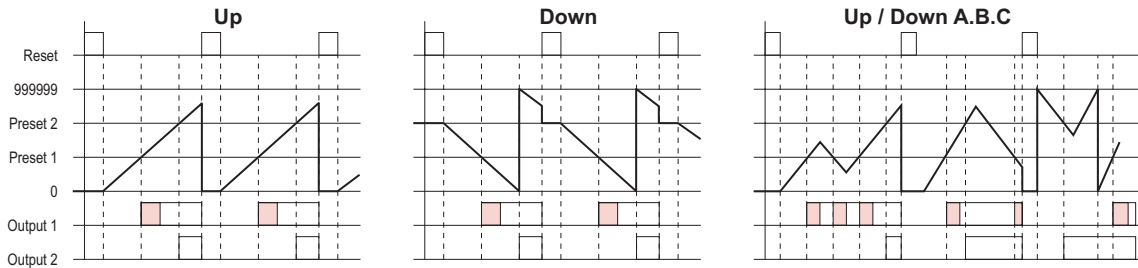 Up
Down
Up / Down A.B.C
Reset
999999
Preset 2
Preset 1
0
Output 1
Output 2